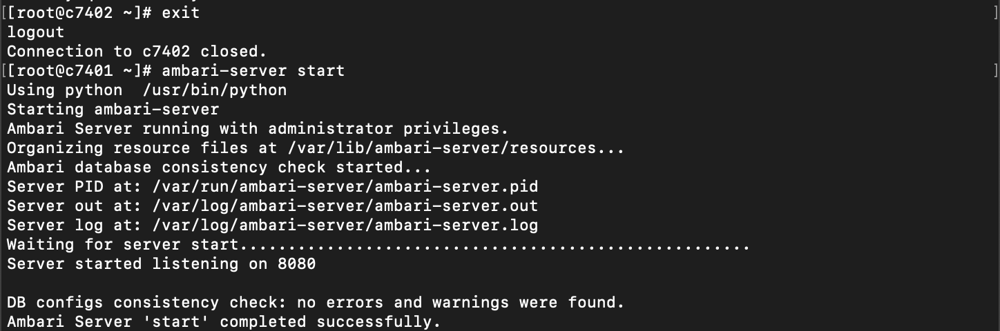 [[root@c7402 ~]# exit ]
logout
Connection to c7402 closed.
[[root@c7401 ~]# ambari-server start ]
Using python  /usr/bin/python
Starting ambari-server
Ambari Server running with administrator privileges.
Organizing resource files at /var/lib/ambari-server/resources...
Ambari database consistency check started...
Server PID at: /var/run/ambari-server/ambari-server.pid
Server out at: /var/log/ambari-server/ambari-server.out
Server log at: /var/log/ambari-server/ambari-server.log
Waiting for server start.....................................................
Server started listening on 8080
DB configs consistency check: no errors and warnings were found.
Ambari Server 'start' completed successfully.